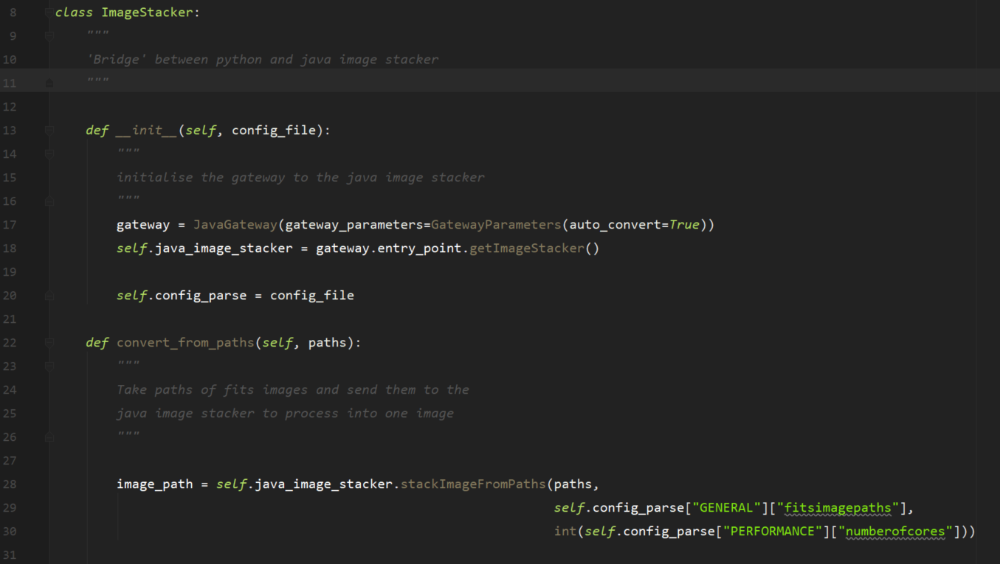 8 class ImageStacker:
9 """
10 'Bridge' between python and java image stacker
11 """
12
13 def __init__(self, config_file):
14 """
15 initialise the gateway to the java image stacker
16 """
17 gateway = JavaGateway(gateway_parameters=GatewayParameters(auto_convert=True))
18 self.java_image_stacker = gateway.entry_point.getImageStacker()
19
20 self.config_parse = config_file
21
22 def convert_from_paths(self, paths):
23 """
24 Take paths of fits images and send them to the
25 java image stacker to process into one image
26 """
27
28 image_path = self.java_image_stacker.stackImageFromPaths(paths,
29 self.config_parse["GENERAL"]["fitsimagepaths"],
30 int(self.config_parse["PERFORMANCE"]["numberofcores"]))
31